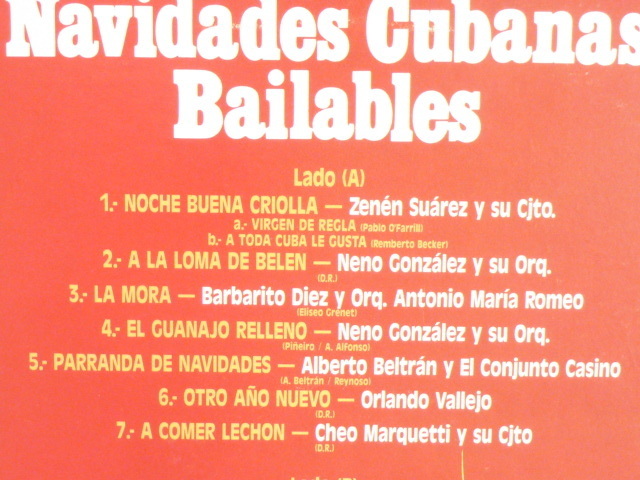 Navidades Cubanas
Bailables
Lado (A)
1.- NOCHE BUENA CRIOLLA — Zenén Suárez y su Cjto.
a.- VIRGEN DE REGLA (Pablo O'Farrill)
b.- A TODA CUBA LE GUSTA (Remberto Becker)
2.- A LA LOMA DE BELEN — Neno González y su Orq.
(D.R.)
3.- LA MORA — Barbarito Diez y Orq. Antonio María Romeo
(Eliseo Grenet)
4.- EL GUANAJO RELLENO — Neno González y su Orq.
(Piñeiro / A. Alfonso)
5.- PARRANDA DE NAVIDADES — Alberto Beltrán y El Conjunto Casino
(A. Beltrán / Reynoso)
6.- OTRO AÑO NUEVO — Orlando Vallejo
(D.R.)
7.- A COMER LECHON — Cheo Marquetti y su Cjto
(D.R.)